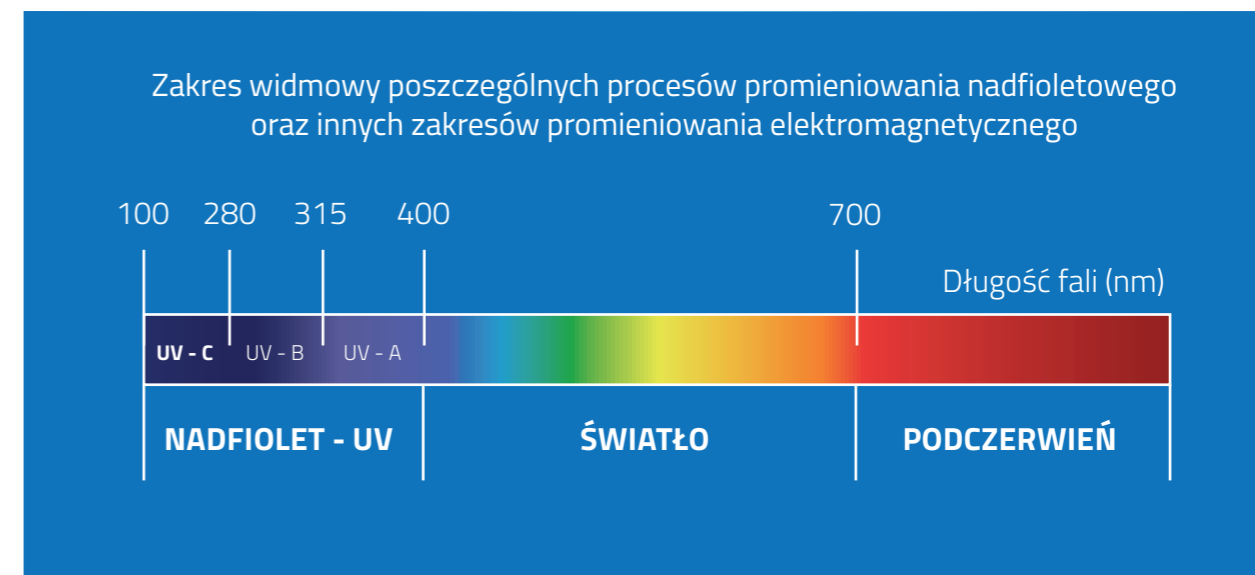 Zakres widmowy poszczególnych procesów promieniowania nadfioletowego
oraz innych zakresów promieniowania elektromagnetycznego
100 280 315 400 700
Długość fali (nm)
UV - C UV - B UV - A
NADFIOLET - UV ŚWIATŁO PODCZERWIEŃ